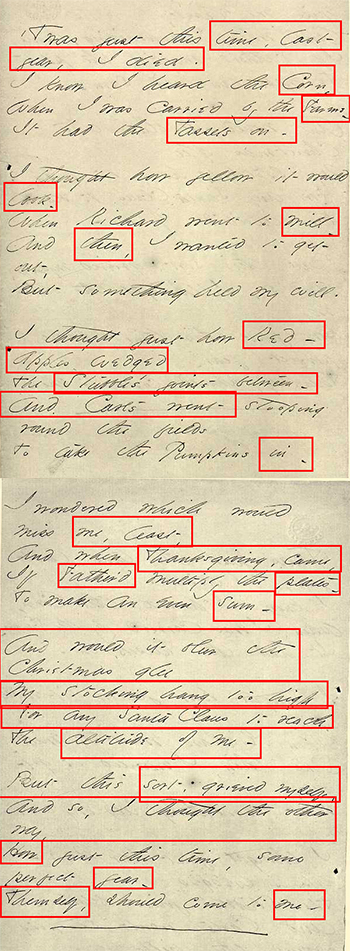 'Twas just this time, last
year, I died.
I know I heard the Corn,
When I was carried by the Farms -
It had the Tassels on -
I thought how yellow it would
look -
When Richard went to mill -
And then, I wanted to get
out,
But something held my will.
I thought just how Red -
Apples wedged
The Stubble's joints between -
And Carts went stooping
round the fields
To take the Pumpkins in -
I wondered which would
miss me, least -
And when Thanksgiving, came,
If Father'd multiply the plates -
To make an even Sum -
And would it blur the
Christmas glee
My Stocking hang too high
For any Santa Claus to reach
The altitude of me -
But this sort, grieved myself,
And so, I thought the other
way,
How just this time, some
perfect year -
Themself, should come to me -